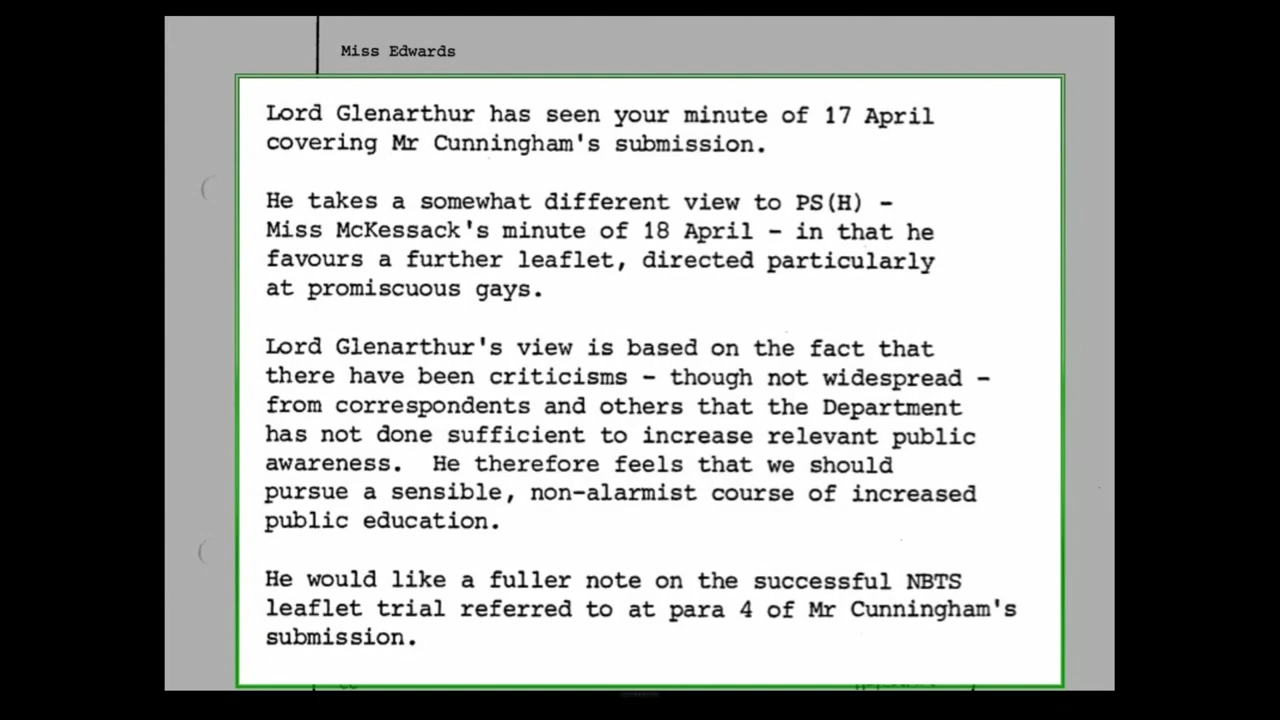 Miss Edwards
Lord Glenarthur has seen your minute of 17 April
covering Mr Cunningham's submission.
He takes a somewhat different view to PS(H) -
Miss McKessack's minute of 18 April - in that he
favours a further leaflet, directed particularly
at promiscuous gays.
Lord Glenarthur's view is based on the fact that
there have been criticisms - though not widespread -
from correspondents and others that the Department
has not done sufficient to increase relevant public
awareness. He therefore feels that we should
pursue a sensible, non-alarmist course of increased
public education.
He would like a fuller note on the successful NBTS
leaflet trial referred to at para 4 of Mr Cunningham's
submission.